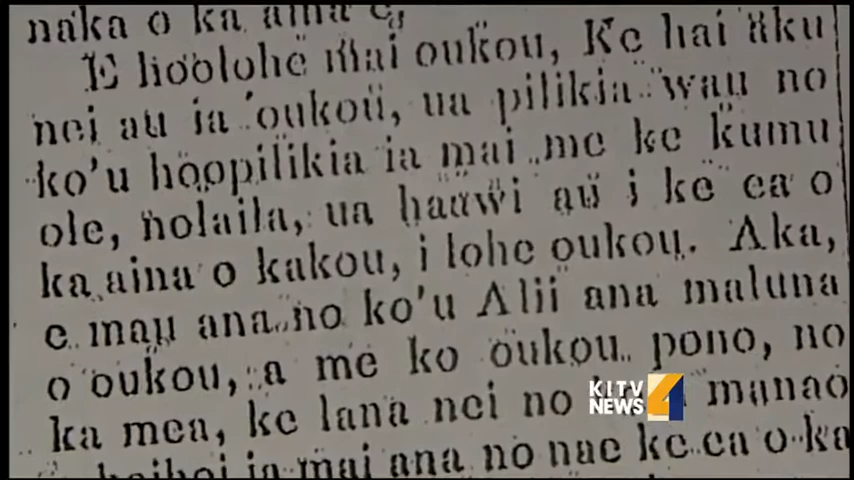 naka o ka aina e,
E hoolohe mai oukou, Ke hai aku
nei au ia oukou, ua pilikia wau no
ko'u hoopilikia ia mai me ke kumu
ole, nolaila, ua haawi au i ke ea o
ka aina o kakou, i lohe oukou. Aka,
e mau ana no ko'u Alii ana maluna
o oukou, a me ko oukou pono, no
ka mea, ke lana nei no manao
hoihoi ia mai ana no nae ke ea o ka
KITV
NEWS 4